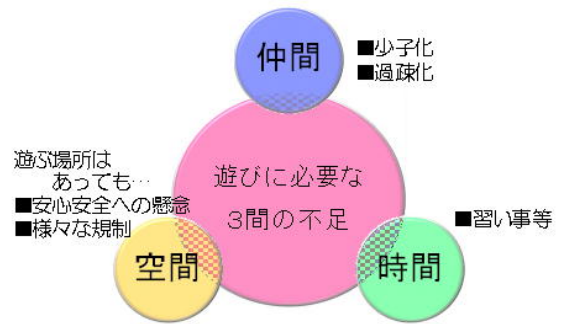 仲間
■少子化
■過疎化
遊びに必要な
3間の不足
遊ぶ場所は
あっても…
■安心安全への懸念
■様々な規制
空間
■習い事等
時間